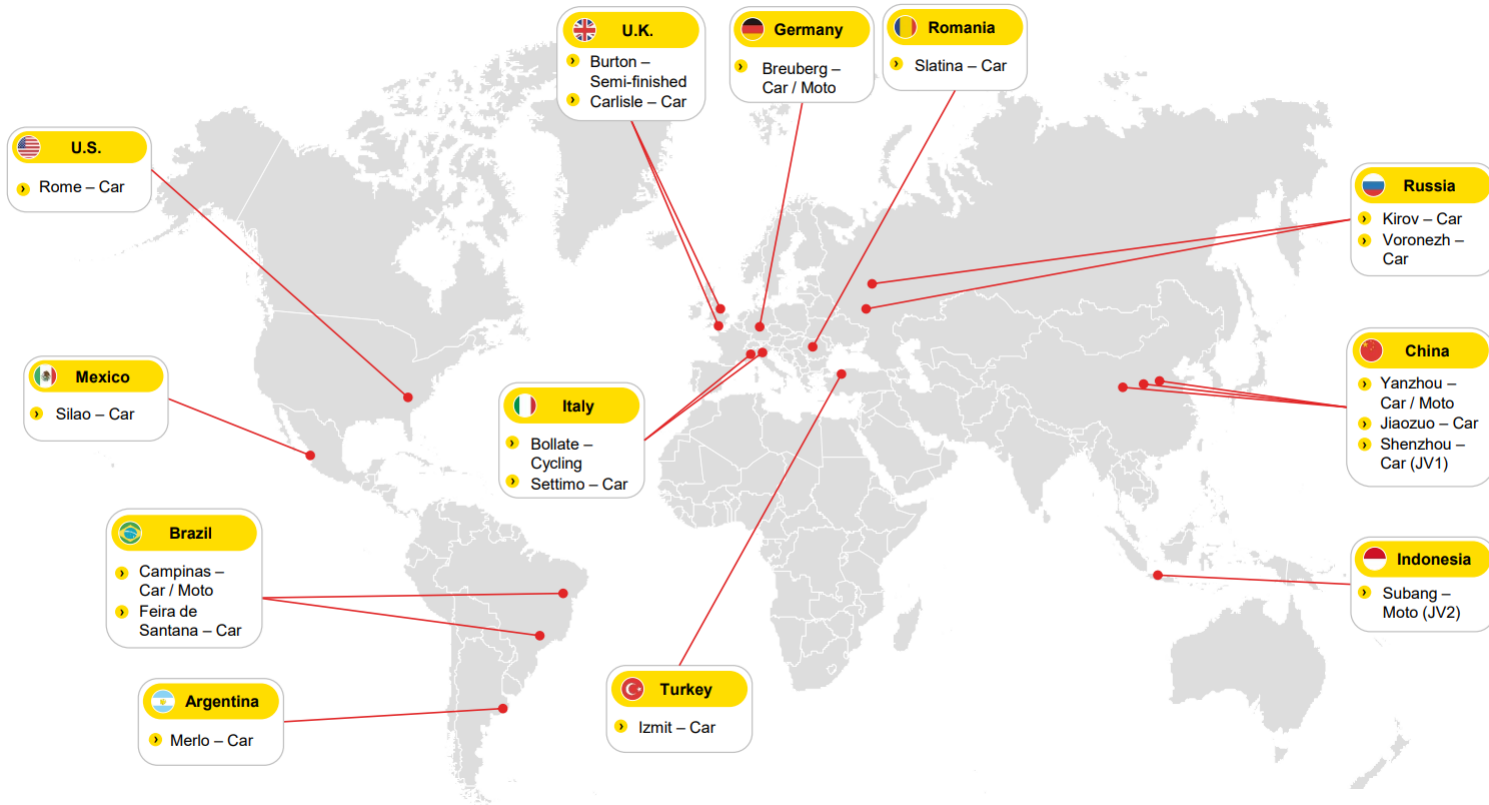 U.K.
Burton –
Semi-finished
Carlisle – Car
Germany
Breuberg –
Car / Moto
Romania
Slatina – Car
U.S.
Rome – Car
Russia
Kirov – Car
Voronezh –
Car
Mexico
Silao – Car
Italy
Bollate –
Cycling
Settimo – Car
China
Yanzhou –
Car / Moto
Jiaozuo – Car
Shenzhou –
Car (JV1)
Brazil
Campinas –
Car / Moto
Feira de
Santana – Car
Indonesia
Subang –
Moto (JV2)
Argentina
Merlo – Car
Turkey
Izmit – Car